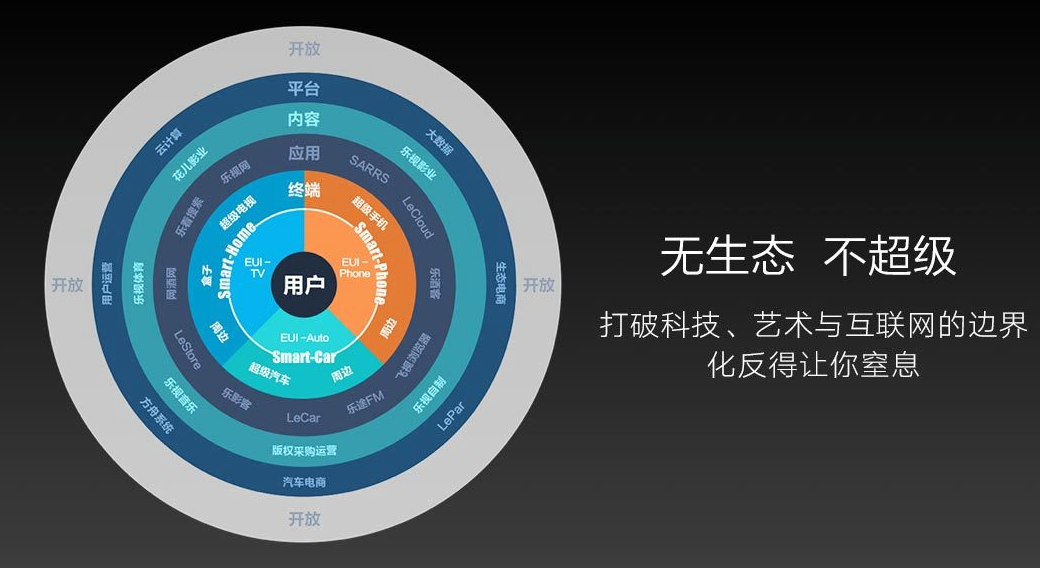 开放
平台
云计算
大数据
内容
花儿影业
乐视影业
应用
乐视网
SARRS
乐看搜索
LeCloud
终端
超级电视
超级手机
Smart-Home
Smart-Phone
EUI –
TV
EUI –
Phone
用户
开放
用户运营
乐视体育
网酒网
盒子
生态电商
开放
周边
周边
EUI –Auto
Smart-Car
超级汽车
周边
LeStore
飞视浏览器
乐影客
LeCar
乐途FM
乐视音乐
乐视自制
方舟系统
LePar
版权采购运营
汽车电商
开放
无生态 不超级
打破科技、艺术与互联网的边界
化反得让你窒息